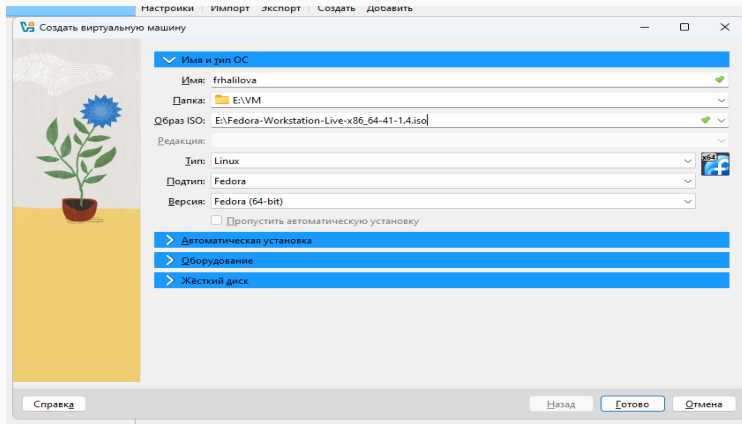 Настройки Импорт Экспорт Создать Добавить
Создать виртуальную машину
Имя и тип ОС
Имя: frhalilova
Папка: E:\VM
Образ ISO: E:\Fedora-Workstation-Live-x86_64-41-1.4.iso
Редакция:
Тип: Linux
x64
Подтип: Fedora
Версия: Fedora (64-bit)
Пропустить автоматическую установку
Автоматическая установка
Оборудование
Жёсткий диск
Справка Назад Готово Отмена